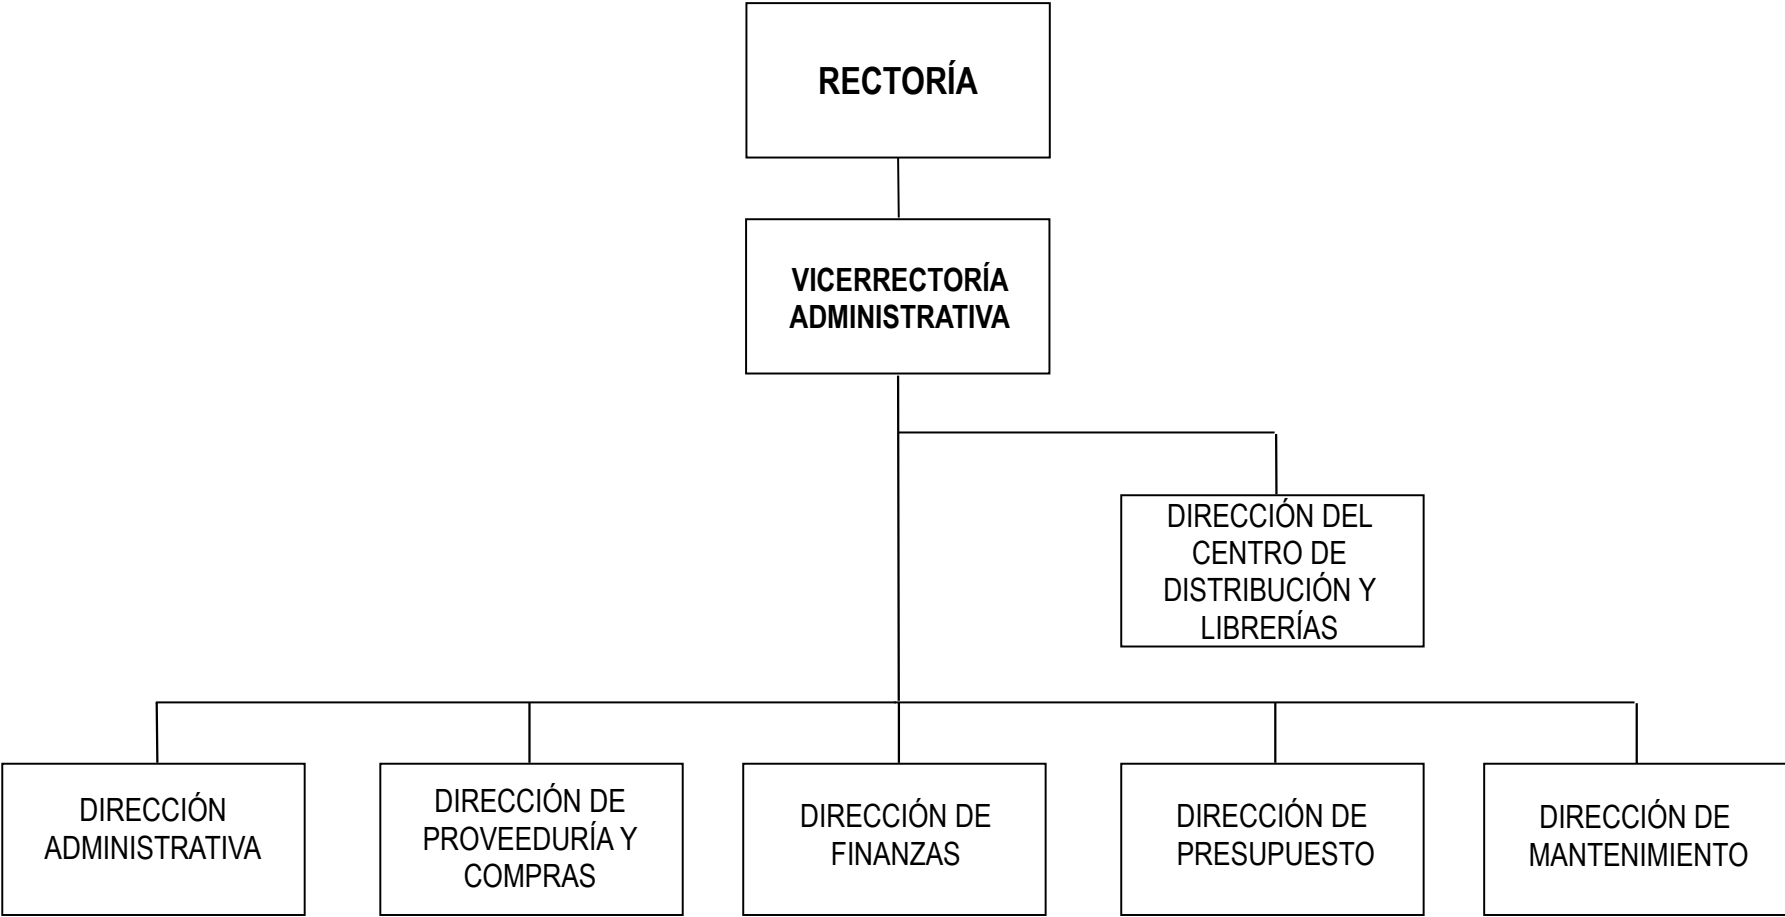 RECTORÍA
VICERRECTORÍA
ADMINISTRATIVA
DIRECCIÓN DEL
CENTRO DE
DISTRIBUCIÓN Y
LIBRERÍAS
DIRECCIÓN
ADMINISTRATIVA
DIRECCIÓN DE
PROVEEDURÍA Y
COMPRAS
DIRECCIÓN DE
FINANZAS
DIRECCIÓN DE
PRESUPUESTO
DIRECCIÓN DE
MANTENIMIENTO